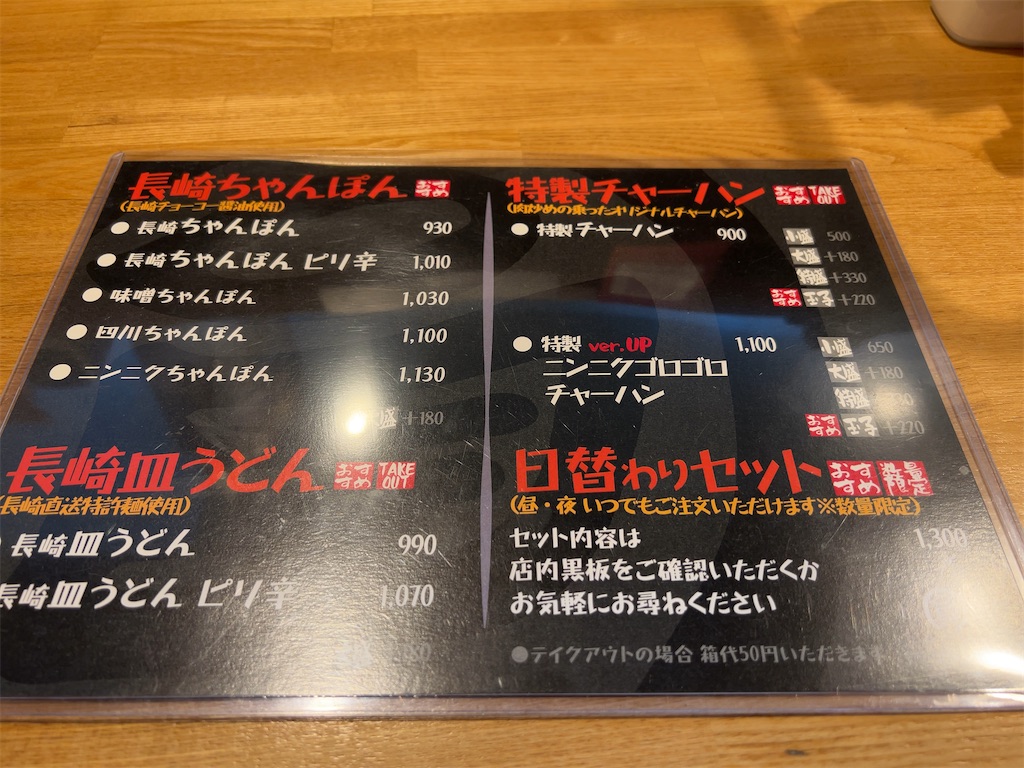 長崎ちゃんぽん おすすめ
(長崎チョーコー醤油使用)
● 長崎ちゃんぽん 930
● 長崎ちゃんぽん ピリ辛 1,010
● 味噌ちゃんぽん 1,030
● 四川ちゃんぽん 1,100
● ニンニクちゃんぽん 1,130
盛 +180
長崎皿うどん おすすめ TAKE OUT
(長崎直送特許麺使用)
長崎皿うどん 990
長崎皿うどん ピリ辛 1,070
特製チャーハン おすすめ TAKE OUT
(肉炒めの乗ったオリジナルチャーハン)
● 特製チャーハン 900 小盛 500
大盛 +180
特盛 +330
おすすめ 玉子 +220
● 特製 ver.UP 1,100 小盛 650
ニンニクゴロゴロ 大盛 +180
チャーハン 特盛
おすすめ 玉子 +220
日替わりセット おすすめ 数量限定
(昼・夜 いつでもご注文いただけます※数量限定)
セット内容は 1,300
店内黒板をご確認いただくか
お気軽にお尋ねください
●テイクアウトの場合 箱代50円いただきます